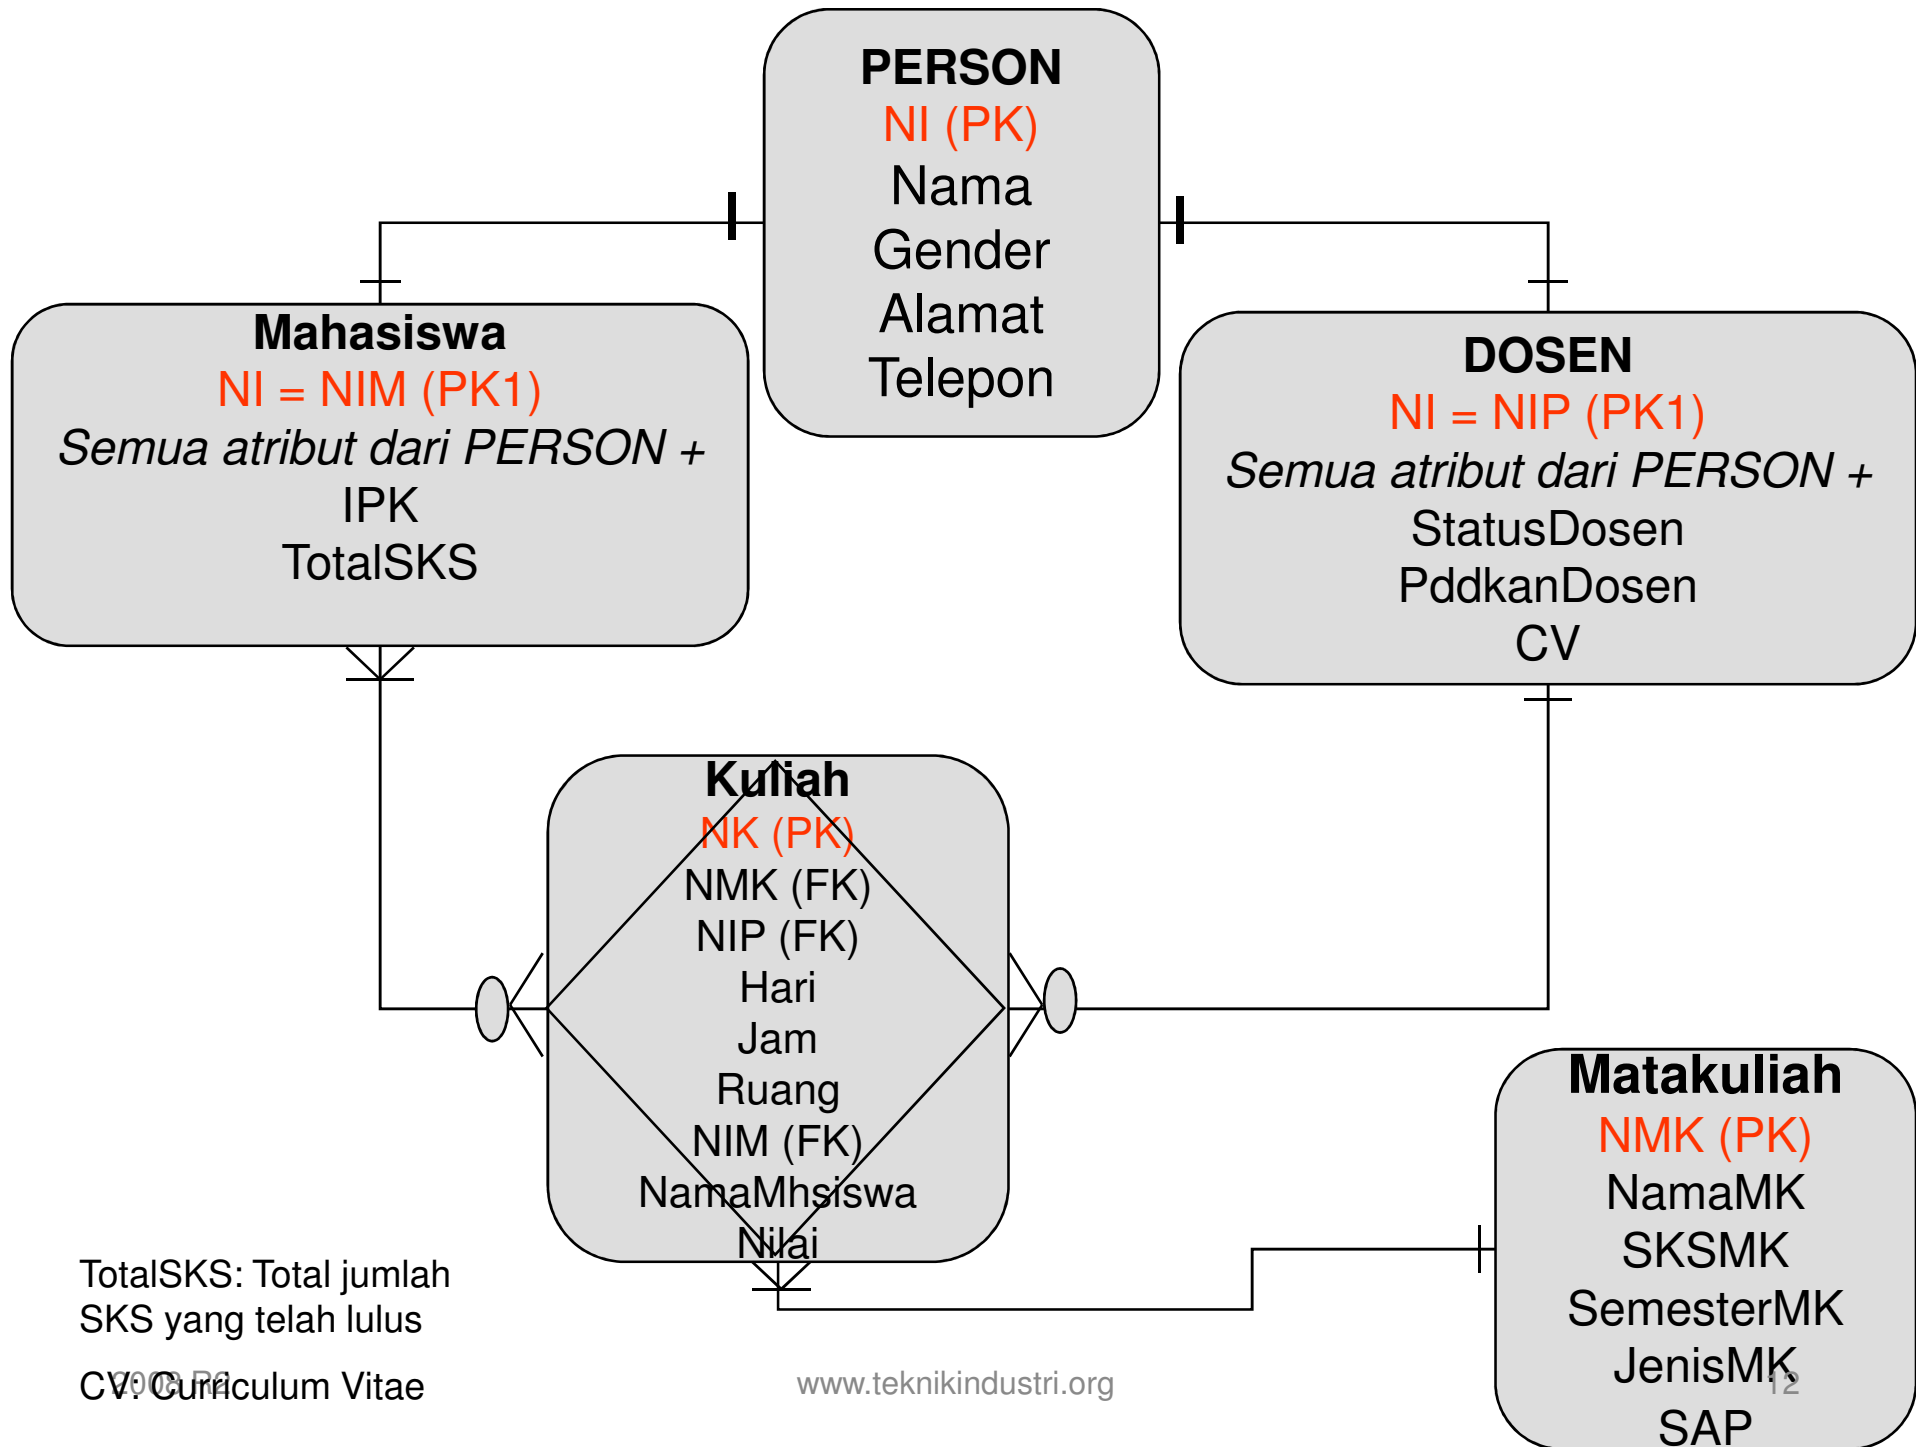 PERSON
NI (PK)
Nama
Gender
Alamat
Telepon
Mahasiswa
NI = NIM (PK1)
Semua atribut dari PERSON +
IPK
TotalSKS
DOSEN
NI = NIP (PK1)
Semua atribut dari PERSON +
StatusDosen
PddkanDosen
CV
Kuliah
NK (PK)
NMK (FK)
NIP (FK)
Hari
Jam
Ruang
NIM (FK)
NamaMhsiswa
Nilai
Matakuliah
NMK (PK)
NamaMK
SKSMK
SemesterMK
JenisMK
SAP
TotalSKS: Total jumlah
SKS yang telah lulus
CV: Curriculum Vitae
2008 R2
www.teknikindustri.org
12